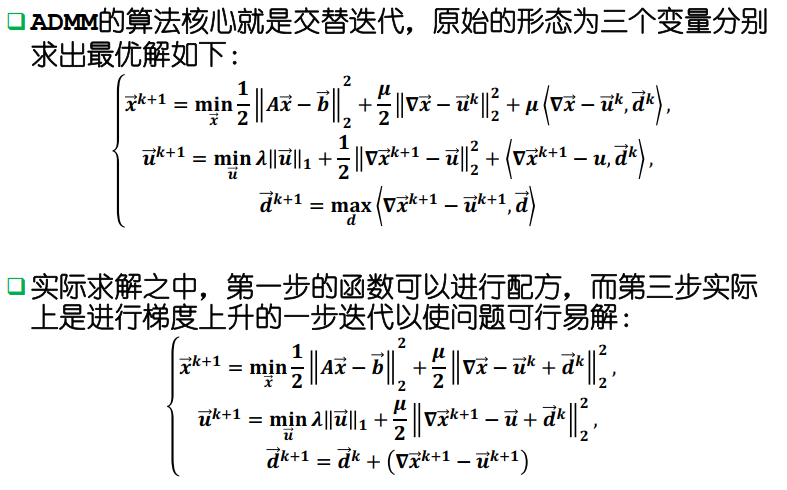 ADMM的算法核心就是交替迭代，原始的形态为三个变量分别
求出最优解如下：
$\vec{x}^{k+1} = \min_{\vec{x}} \frac{1}{2} \left\| A\vec{x} - \vec{b} \right\|_2^2 + \frac{\mu}{2} \left\| \nabla\vec{x} - \vec{u}^k \right\|_2^2 + \mu \left\langle \nabla\vec{x} - \vec{u}^k, \vec{d}^k \right\rangle,$
$\vec{u}^{k+1} = \min_{\vec{u}} \lambda \|\vec{u}\|_1 + \frac{1}{2} \left\| \nabla\vec{x}^{k+1} - \vec{u} \right\|_2^2 + \left\langle \nabla\vec{x}^{k+1} - u, \vec{d}^k \right\rangle,$
$\vec{d}^{k+1} = \max_{d} \left\langle \nabla\vec{x}^{k+1} - \vec{u}^{k+1}, \vec{d} \right\rangle$
实际求解之中，第一步的函数可以进行配方，而第三步实际
上是进行梯度上升的一步迭代以使问题可行易解：
$\vec{x}^{k+1} = \min_{\vec{x}} \frac{1}{2} \left\| A\vec{x} - \vec{b} \right\|_2^2 + \frac{\mu}{2} \left\| \nabla\vec{x} - \vec{u}^k + \vec{d}^k \right\|_2^2,$
$\vec{u}^{k+1} = \min_{\vec{u}} \lambda \|\vec{u}\|_1 + \frac{\mu}{2} \left\| \nabla\vec{x}^{k+1} - \vec{u} + \vec{d}^k \right\|_2^2,$
$\vec{d}^{k+1} = \vec{d}^k + \left( \nabla\vec{x}^{k+1} - \vec{u}^{k+1} \right)$